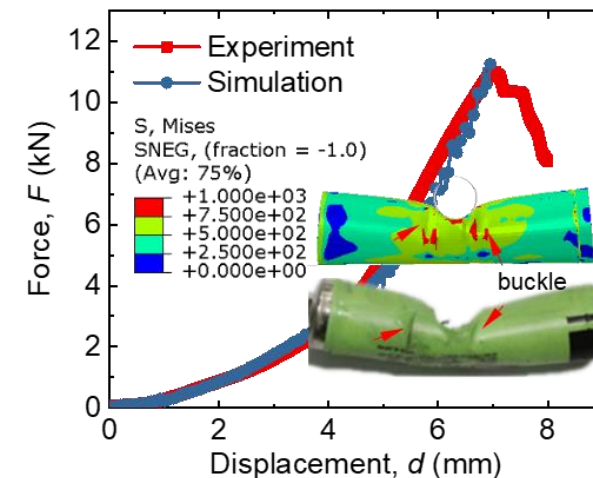 12
10
8
6
4
2
0
Force, F (kN)
Experiment
Simulation
S, Mises
SNEG, (fraction = -1.0)
(Avg: 75%)
+1.000e+03
+7.500e+02
+5.000e+02
+2.500e+02
+0.000e+00
buckle
0 2 4 6 8
Displacement, d (mm)